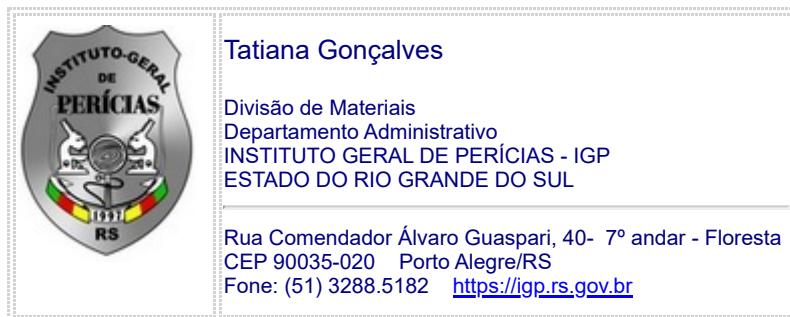 INSTITUTO-GERAL
DE
PERÍCIAS
1997
RS
Tatiana Gonçalves
Divisão de Materiais
Departamento Administrativo
INSTITUTO GERAL DE PERÍCIAS - IGP
ESTADO DO RIO GRANDE DO SUL
Rua Comendador Álvaro Guaspari, 40- 7º andar - Floresta
CEP 90035-020 Porto Alegre/RS
Fone: (51) 3288.5182 https://igp.rs.gov.br